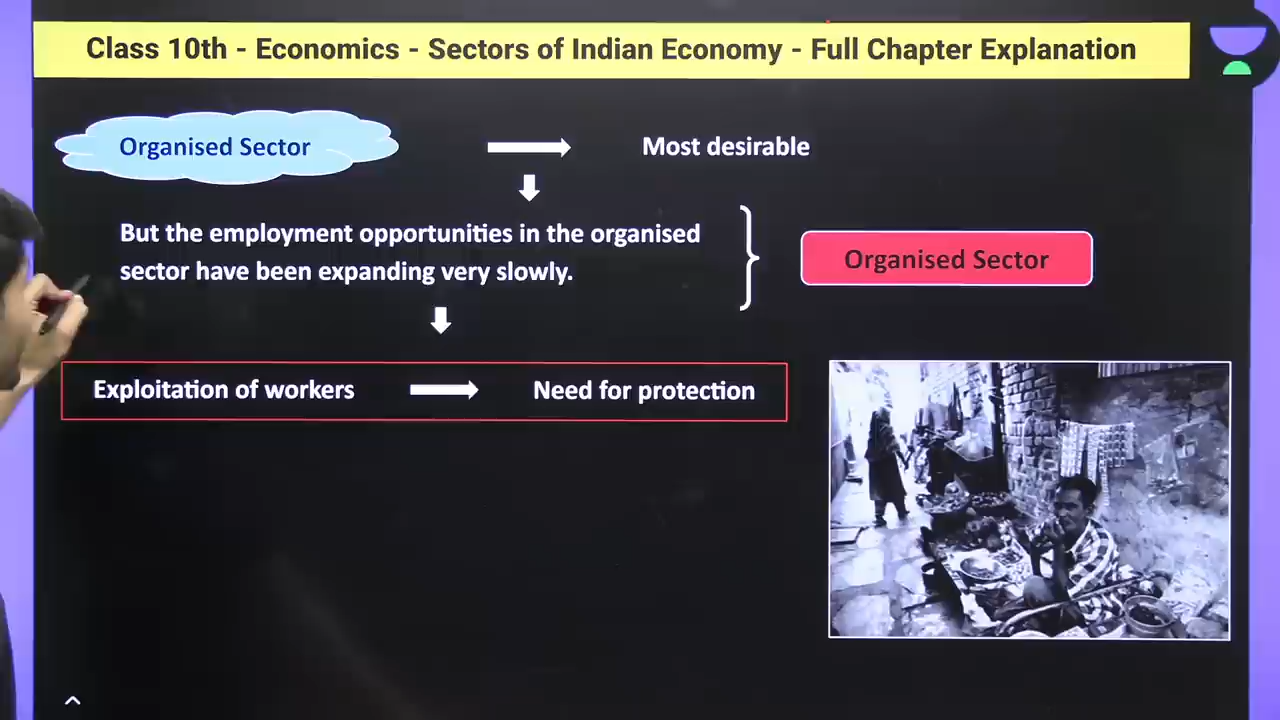 Class 10th - Economics - Sectors of Indian Economy - Full Chapter Explanation
Organised Sector
Most desirable
But the employment opportunities in the organised
sector have been expanding very slowly.
Organised Sector
Exploitation of workers
Need for protection